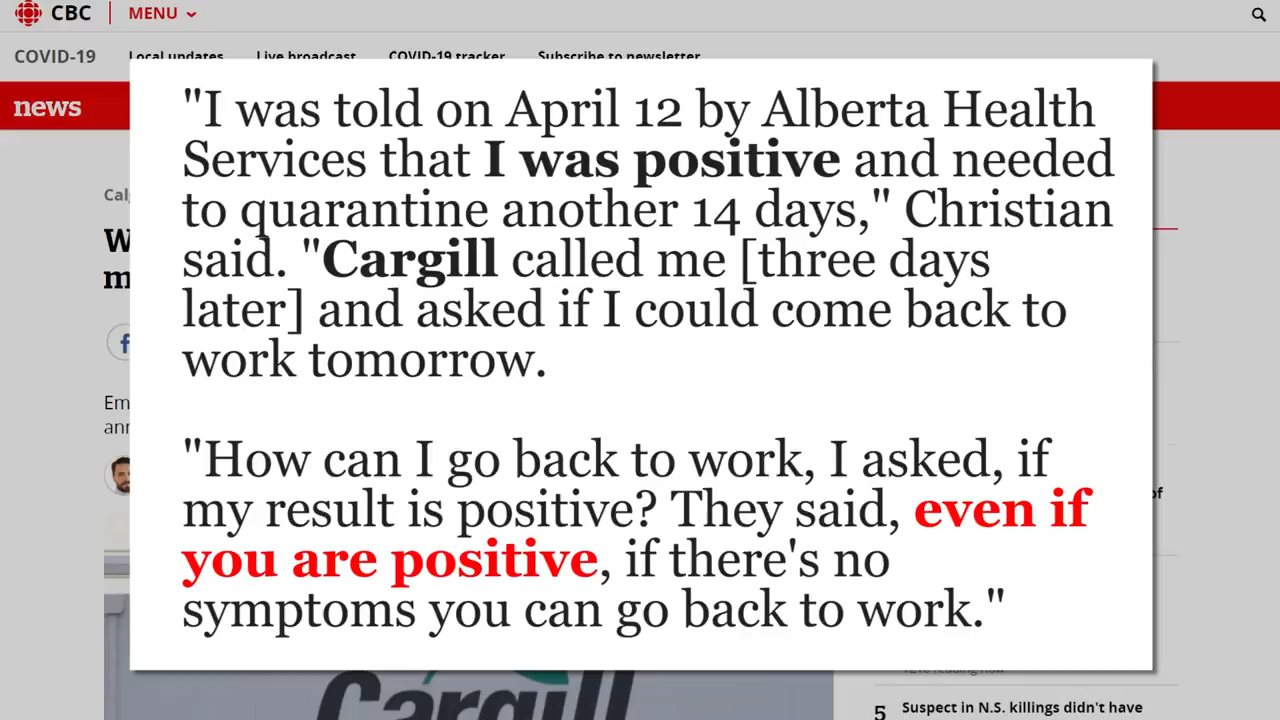 CBC MENU
COVID-19 Local updates Live broadcast COVID-19 tracker Subscribe to newsletter
news
"I was told on April 12 by Alberta Health
Services that I was positive and needed
to quarantine another 14 days," Christian
said. "Cargill called me [three days
later] and asked if I could come back to
work tomorrow.
"How can I go back to work, I asked, if
my result is positive? They said, even if
you are positive, if there's no
symptoms you can go back to work."
of
Cargill
5 Suspect in N.S. killings didn't have